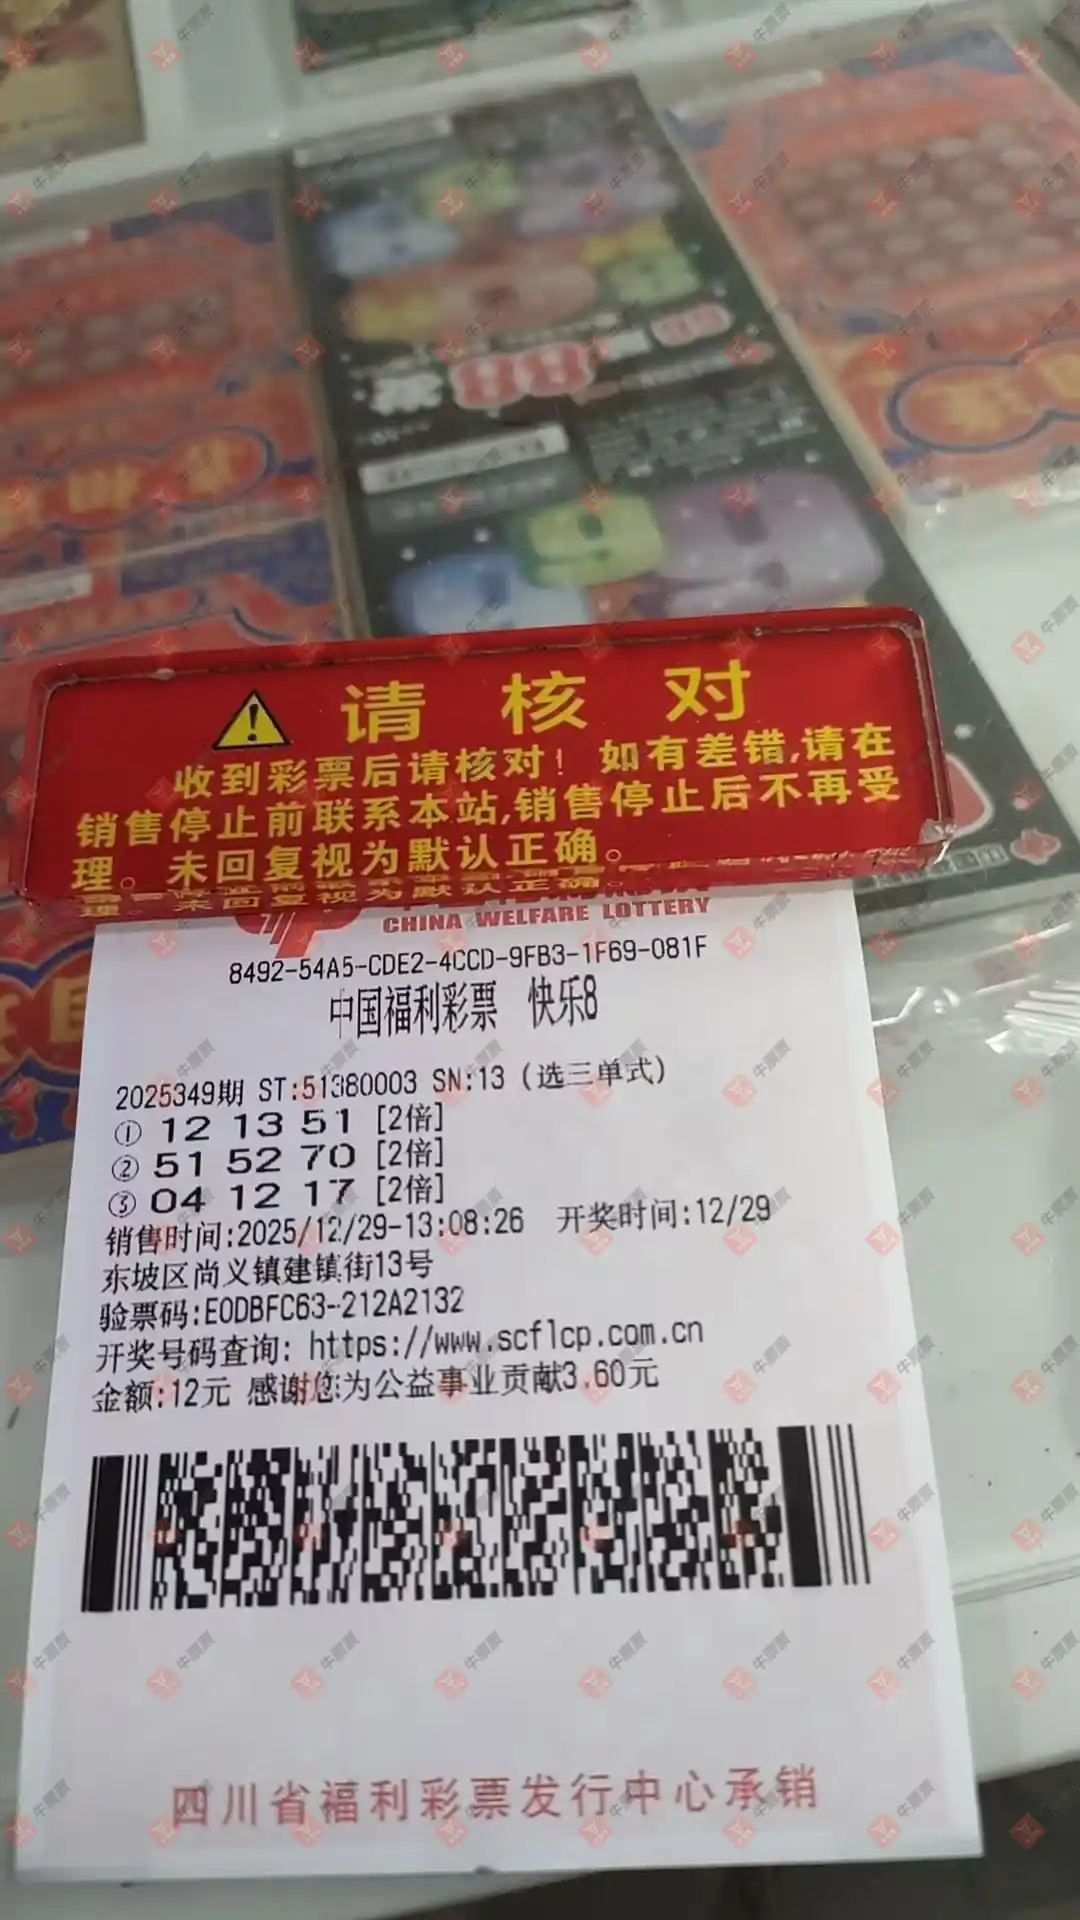 请 核 对
收到彩票后请核对！如有差错,请在
销售停止前联系本站,销售停止后不再受
理。未回复视为默认正确。
CHINA WELFARE LOTTERY
8492-54A5-CDE2-4CCD-9FB3-1F69-081F
中国福利彩票 快乐8
2025349期 ST:51380003 SN:13 (选三单式)
① 12 13 51 [2倍]
② 51 52 70 [2倍]
③ 04 12 17 [2倍]
销售时间:2025/12/29-13:08:26 开奖时间:12/29
东坡区尚义镇建镇街13号
验票码:E0DBFC63-212A2132
开奖号码查询: https://www.scflcp.com.cn
金额:12元 感谢您为公益事业贡献3.60元
四川省福利彩票发行中心承销
牛票票